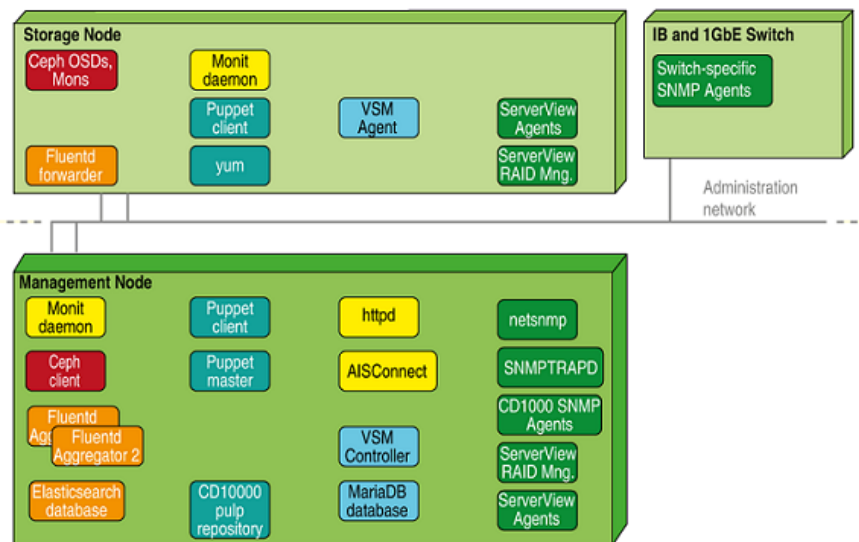 Storage Node
Ceph OSDs,
Mons
Monit
daemon
Puppet
client
VSM
Agent
ServerView
Agents
Fluentd
forwarder
yum
ServerView
RAID Mng.
IB and 1GbE Switch
Switch-specific
SNMP Agents
Administration
network
Management Node
Monit
daemon
Puppet
client
httpd
netsnmp
Ceph
client
Puppet
master
AISConnect
SNMPTRAPD
CD1000 SNMP
Agents
Fluentd
Fluentd
Aggregator 2
VSM
Controller
ServerView
RAID Mng.
Elasticsearch
database
CD10000
pulp
repository
MariaDB
database
ServerView
Agents